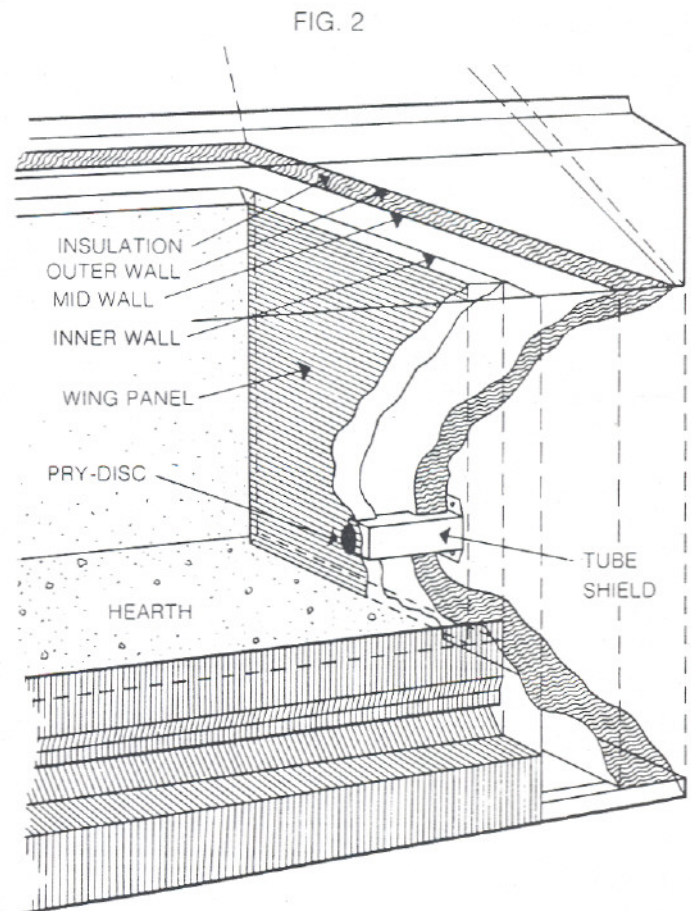 FIG. 2
INSULATION
OUTER WALL
MID WALL
INNER WALL
WING PANEL
PRY-DISC
TUBE
SHIELD
HEARTH